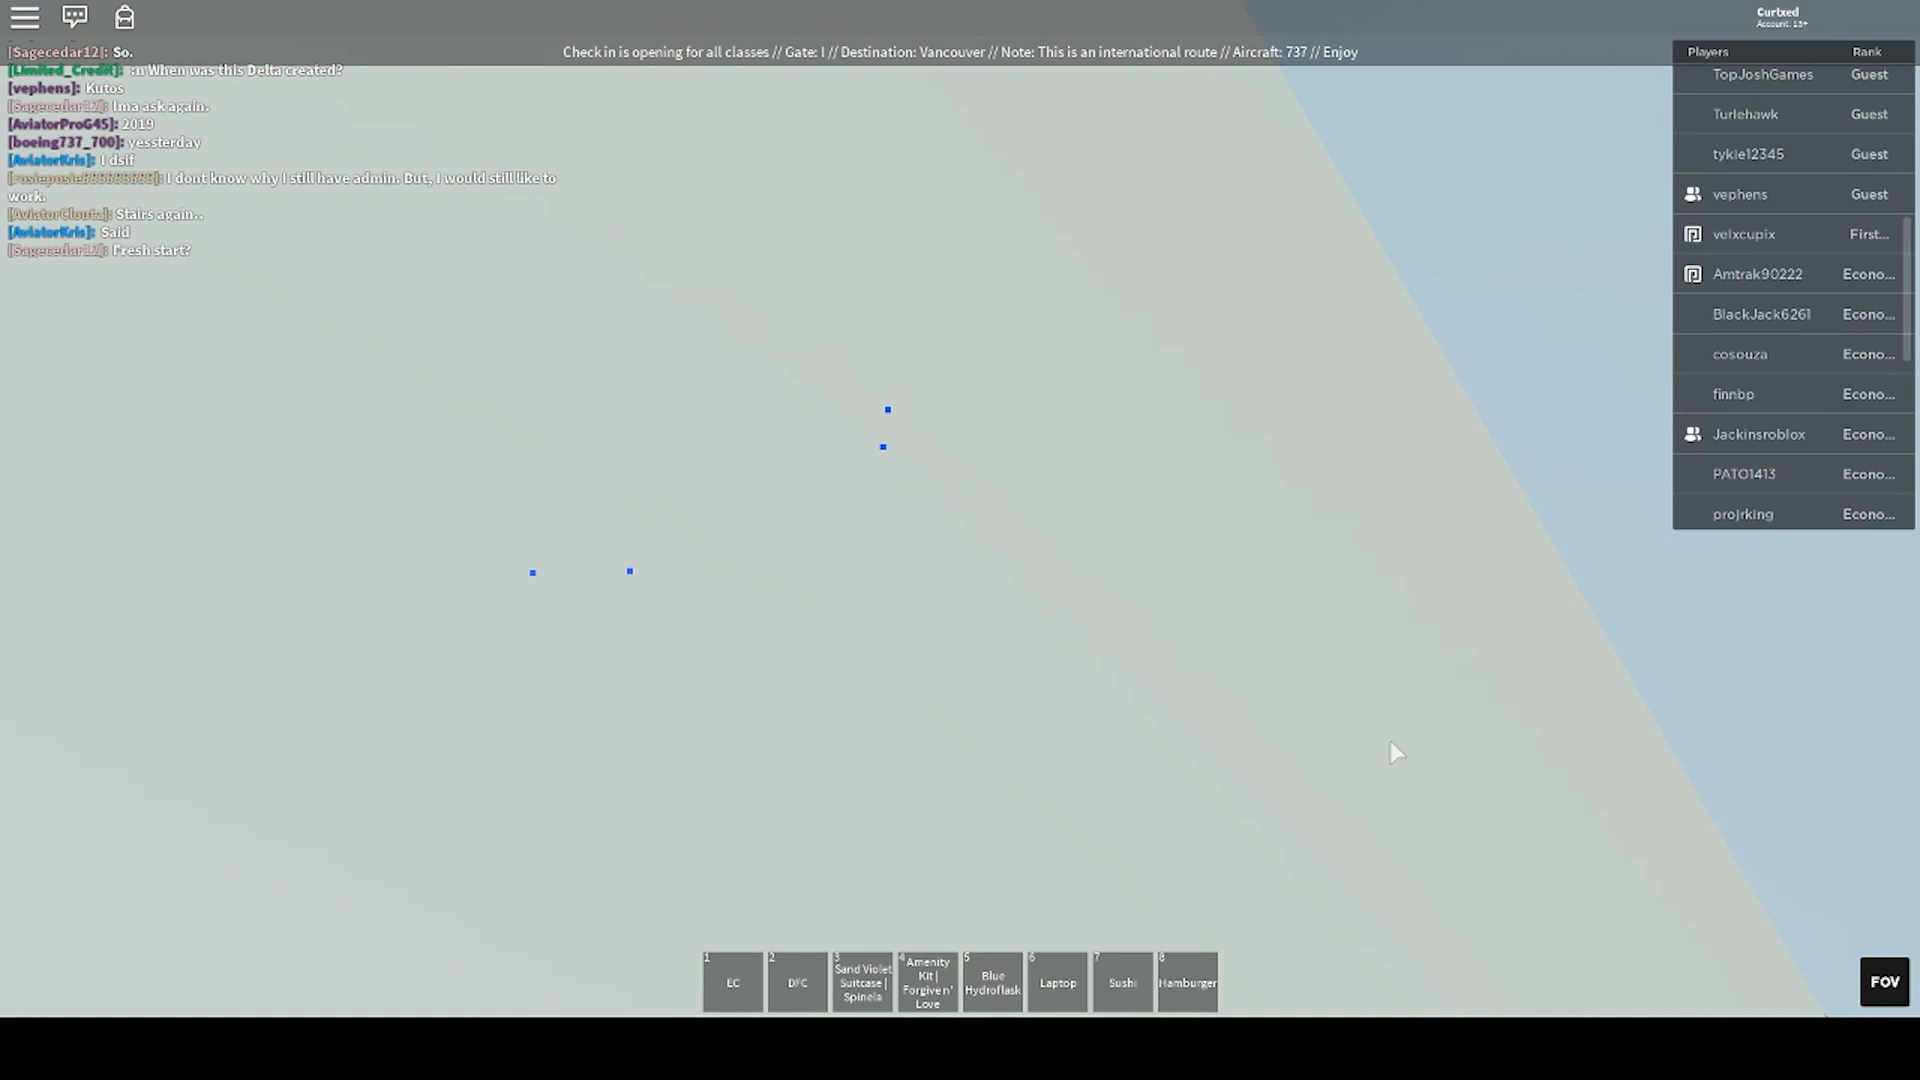 Curtxed
Account: 13+
[Sagecedar12]: So.
Check in is opening for all classes // Gate: I // Destination: Vancouver // Note: This is an international route // Aircraft: 737 // Enjoy
[Limited_Credit]: :n When was this Delta created?
[vephens]: Kutos
[Sagecedar12]: Ima ask again.
[AviatorProG45]: 2019
[boeing737_700]: yessterday
[AviatorKris]: I dsif
I dont know why I still have admin. But, I would still like to
work.
[AviatorCloutz]: Stairs again..
[AviatorKris]: Said
[Sagecedar12]: Fresh start?
Players Rank
TopJoshGames Guest
Turlehawk Guest
tykie12345 Guest
vephens Guest
velxcupix First...
Amtrak90222 Econo...
BlackJack6261 Econo...
cosouza Econo...
finnbp Econo...
Jackinsroblox Econo...
PATO1413 Econo...
projrking Econo...
1 EC
2 DFC
3 Sand Violet Suitcase | Spinela
4 Amenity Kit | Forgive n' Love
5 Blue Hydroflask
6 Laptop
7 Sushi
8 Hamburger
FOV